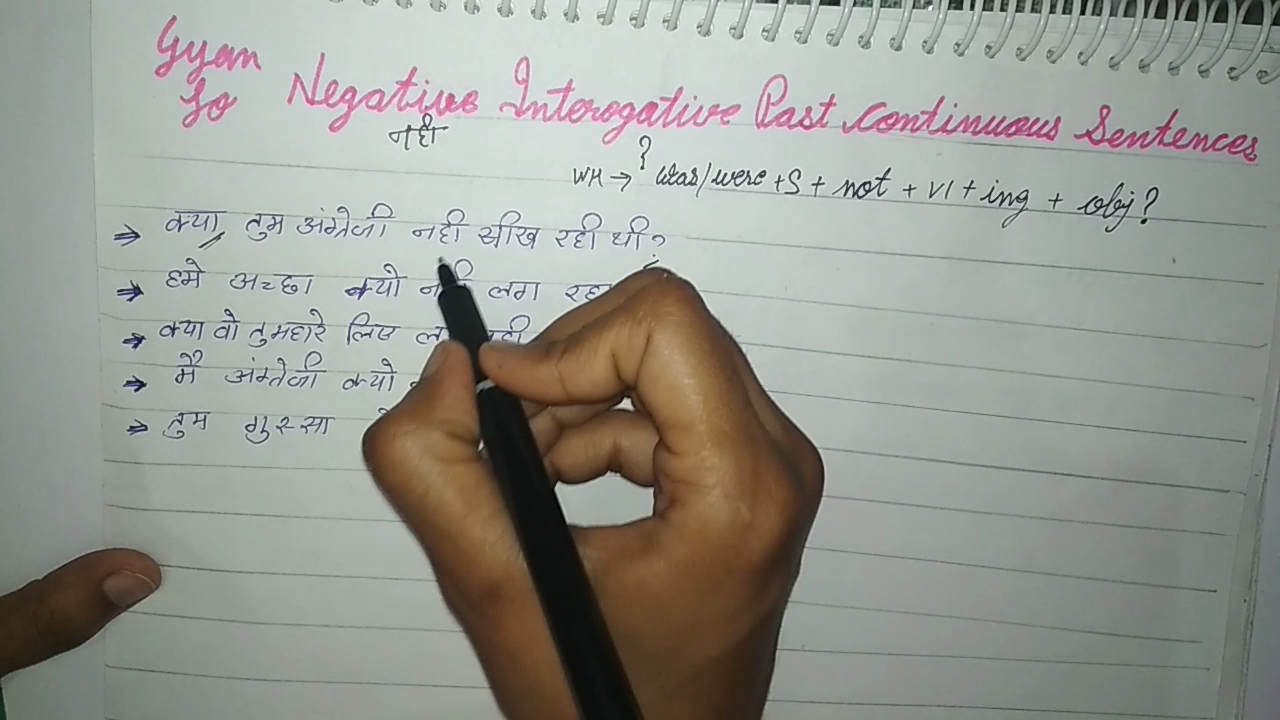 Gyan
So Negative Interogative Past Continuous Sentences
नही
WH → ? was/were + S + not + V1 + ing + obj?
⇒ क्या, तुम अंग्रेजी नही सीख रही थी?
⇒ हमे अच्छा क्यो लग
⇒ क्या वो तुमहारे लिए
⇒ मै अंग्रेजी क्यो
⇒ तुम गुस्सा